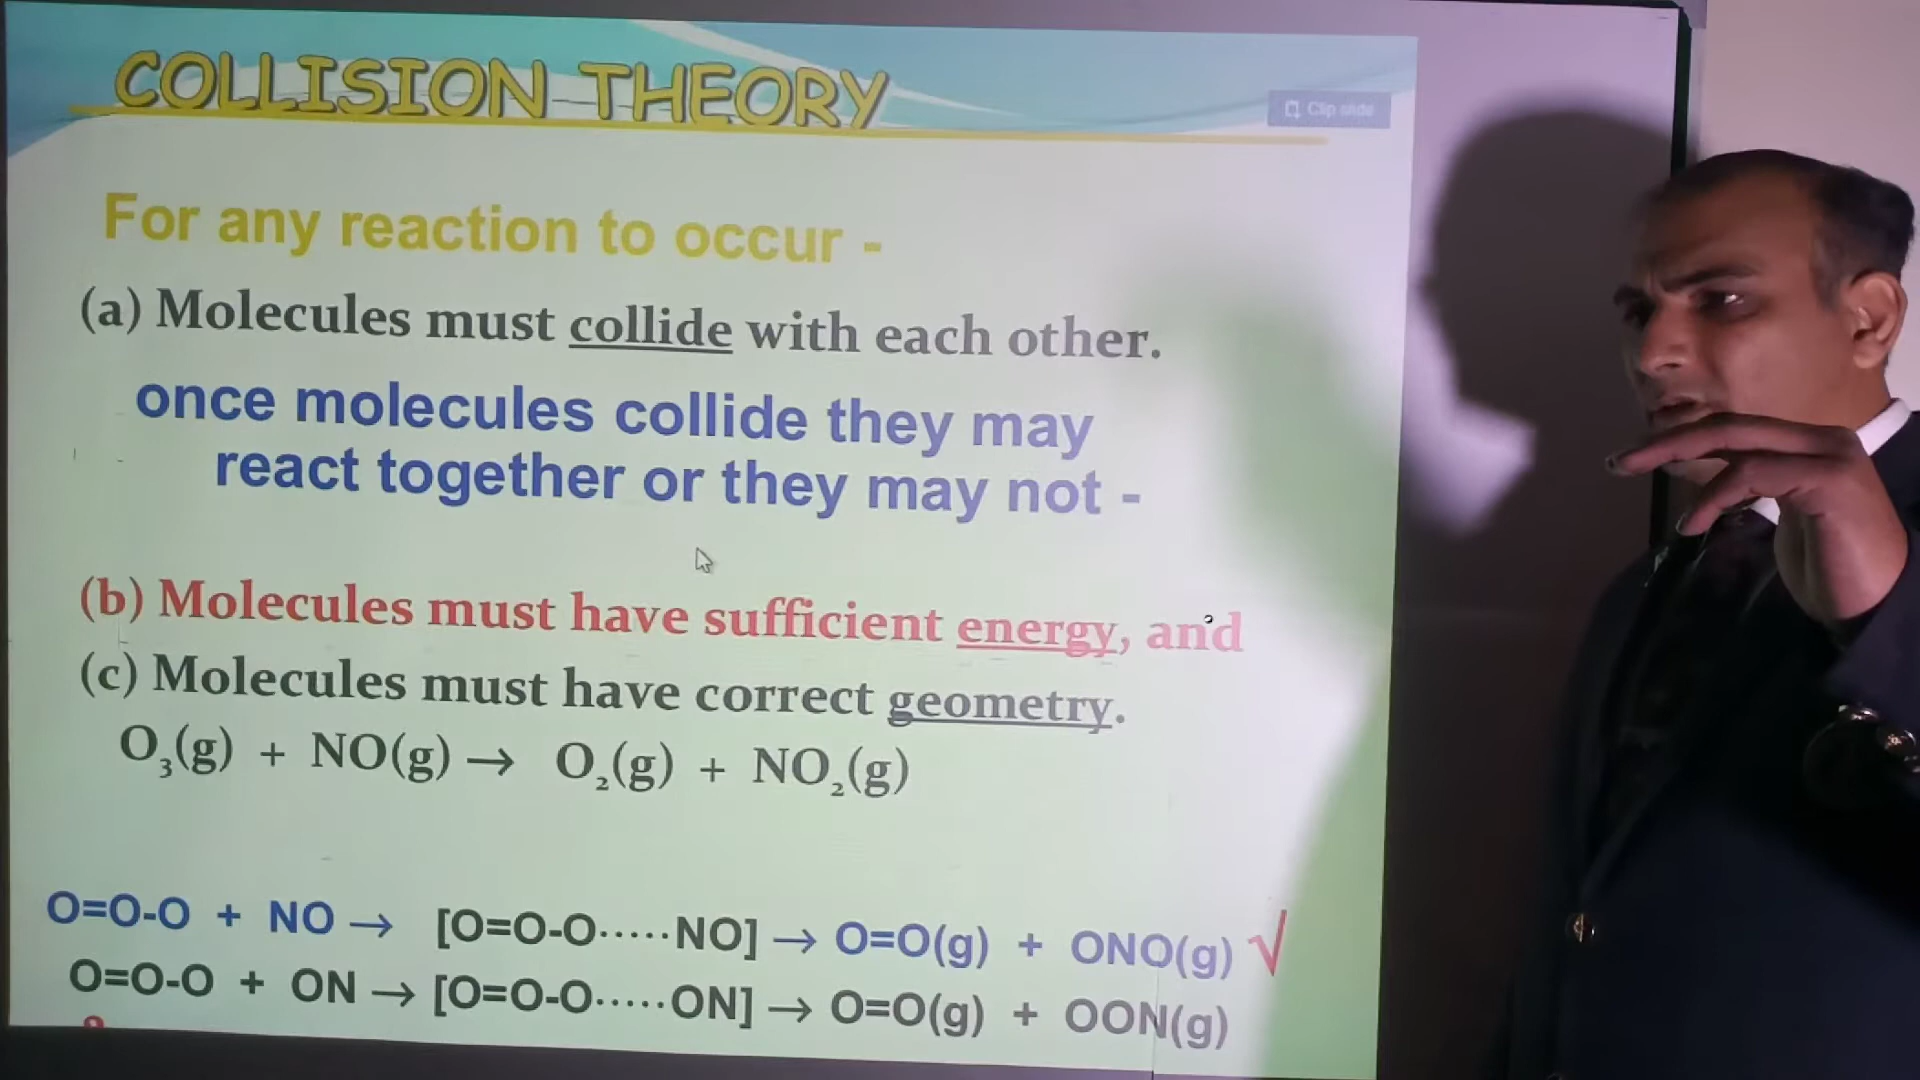 COLLISION THEORY
Clip slide
For any reaction to occur -
(a) Molecules must collide with each other.
once molecules collide they may
react together or they may not -
(b) Molecules must have sufficient energy, and
(c) Molecules must have correct geometry.
O₃(g) + NO(g) → O₂(g) + NO₂(g)
O=O-O + NO → [O=O-O·····NO] → O=O(g) + ONO(g) √
O=O-O + ON → [O=O-O·····ON] → O=O(g) + OON(g)